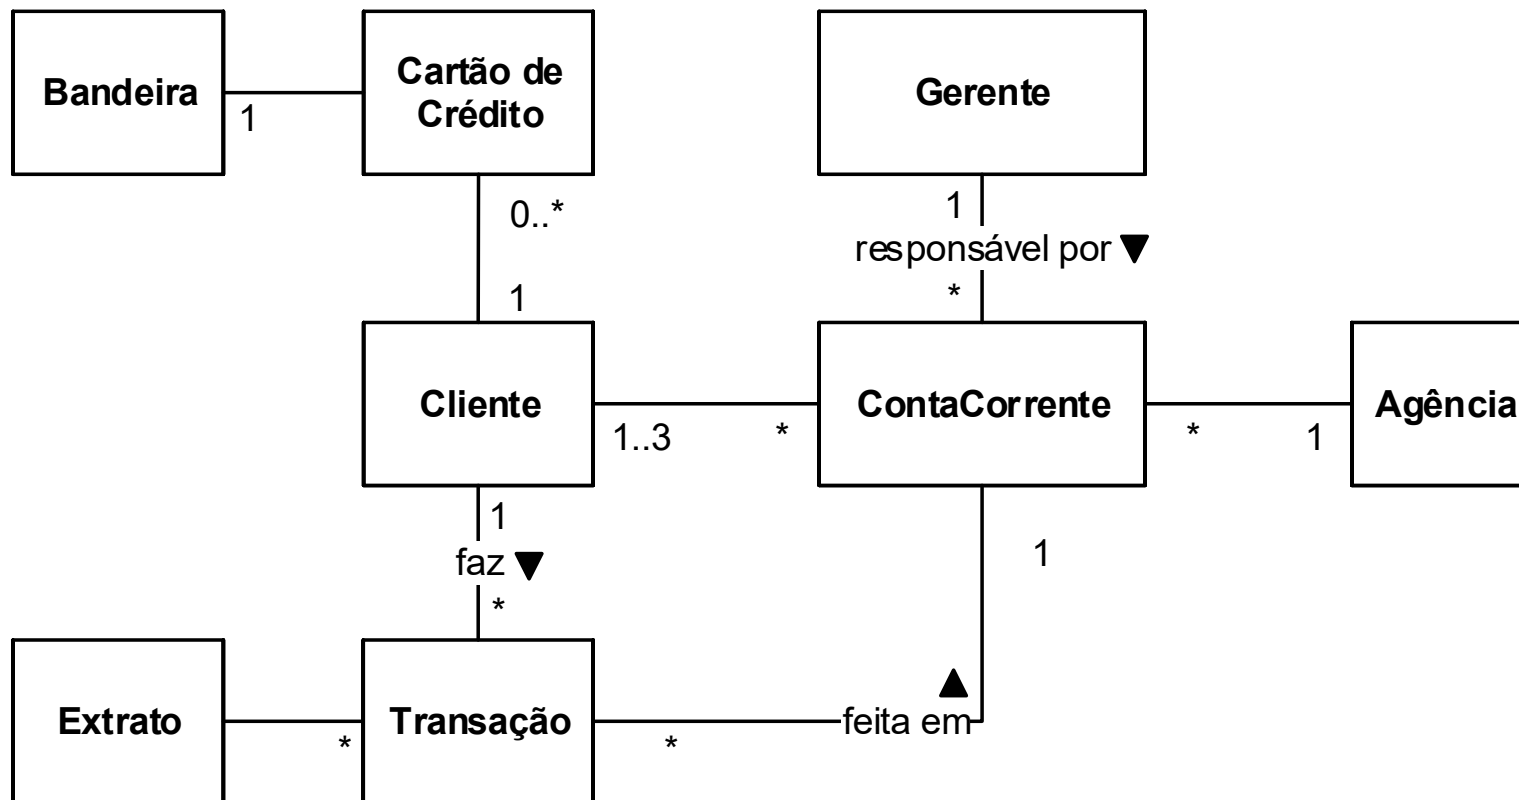 Bandeira
1
Cartão de
Crédito
Gerente
0..*
1
responsável por ▼
*
1
Cliente
1..3
*
ContaCorrente
*
1
Agência
1
faz ▼
*
1
Extrato
*
Transação
*
▲
feita em